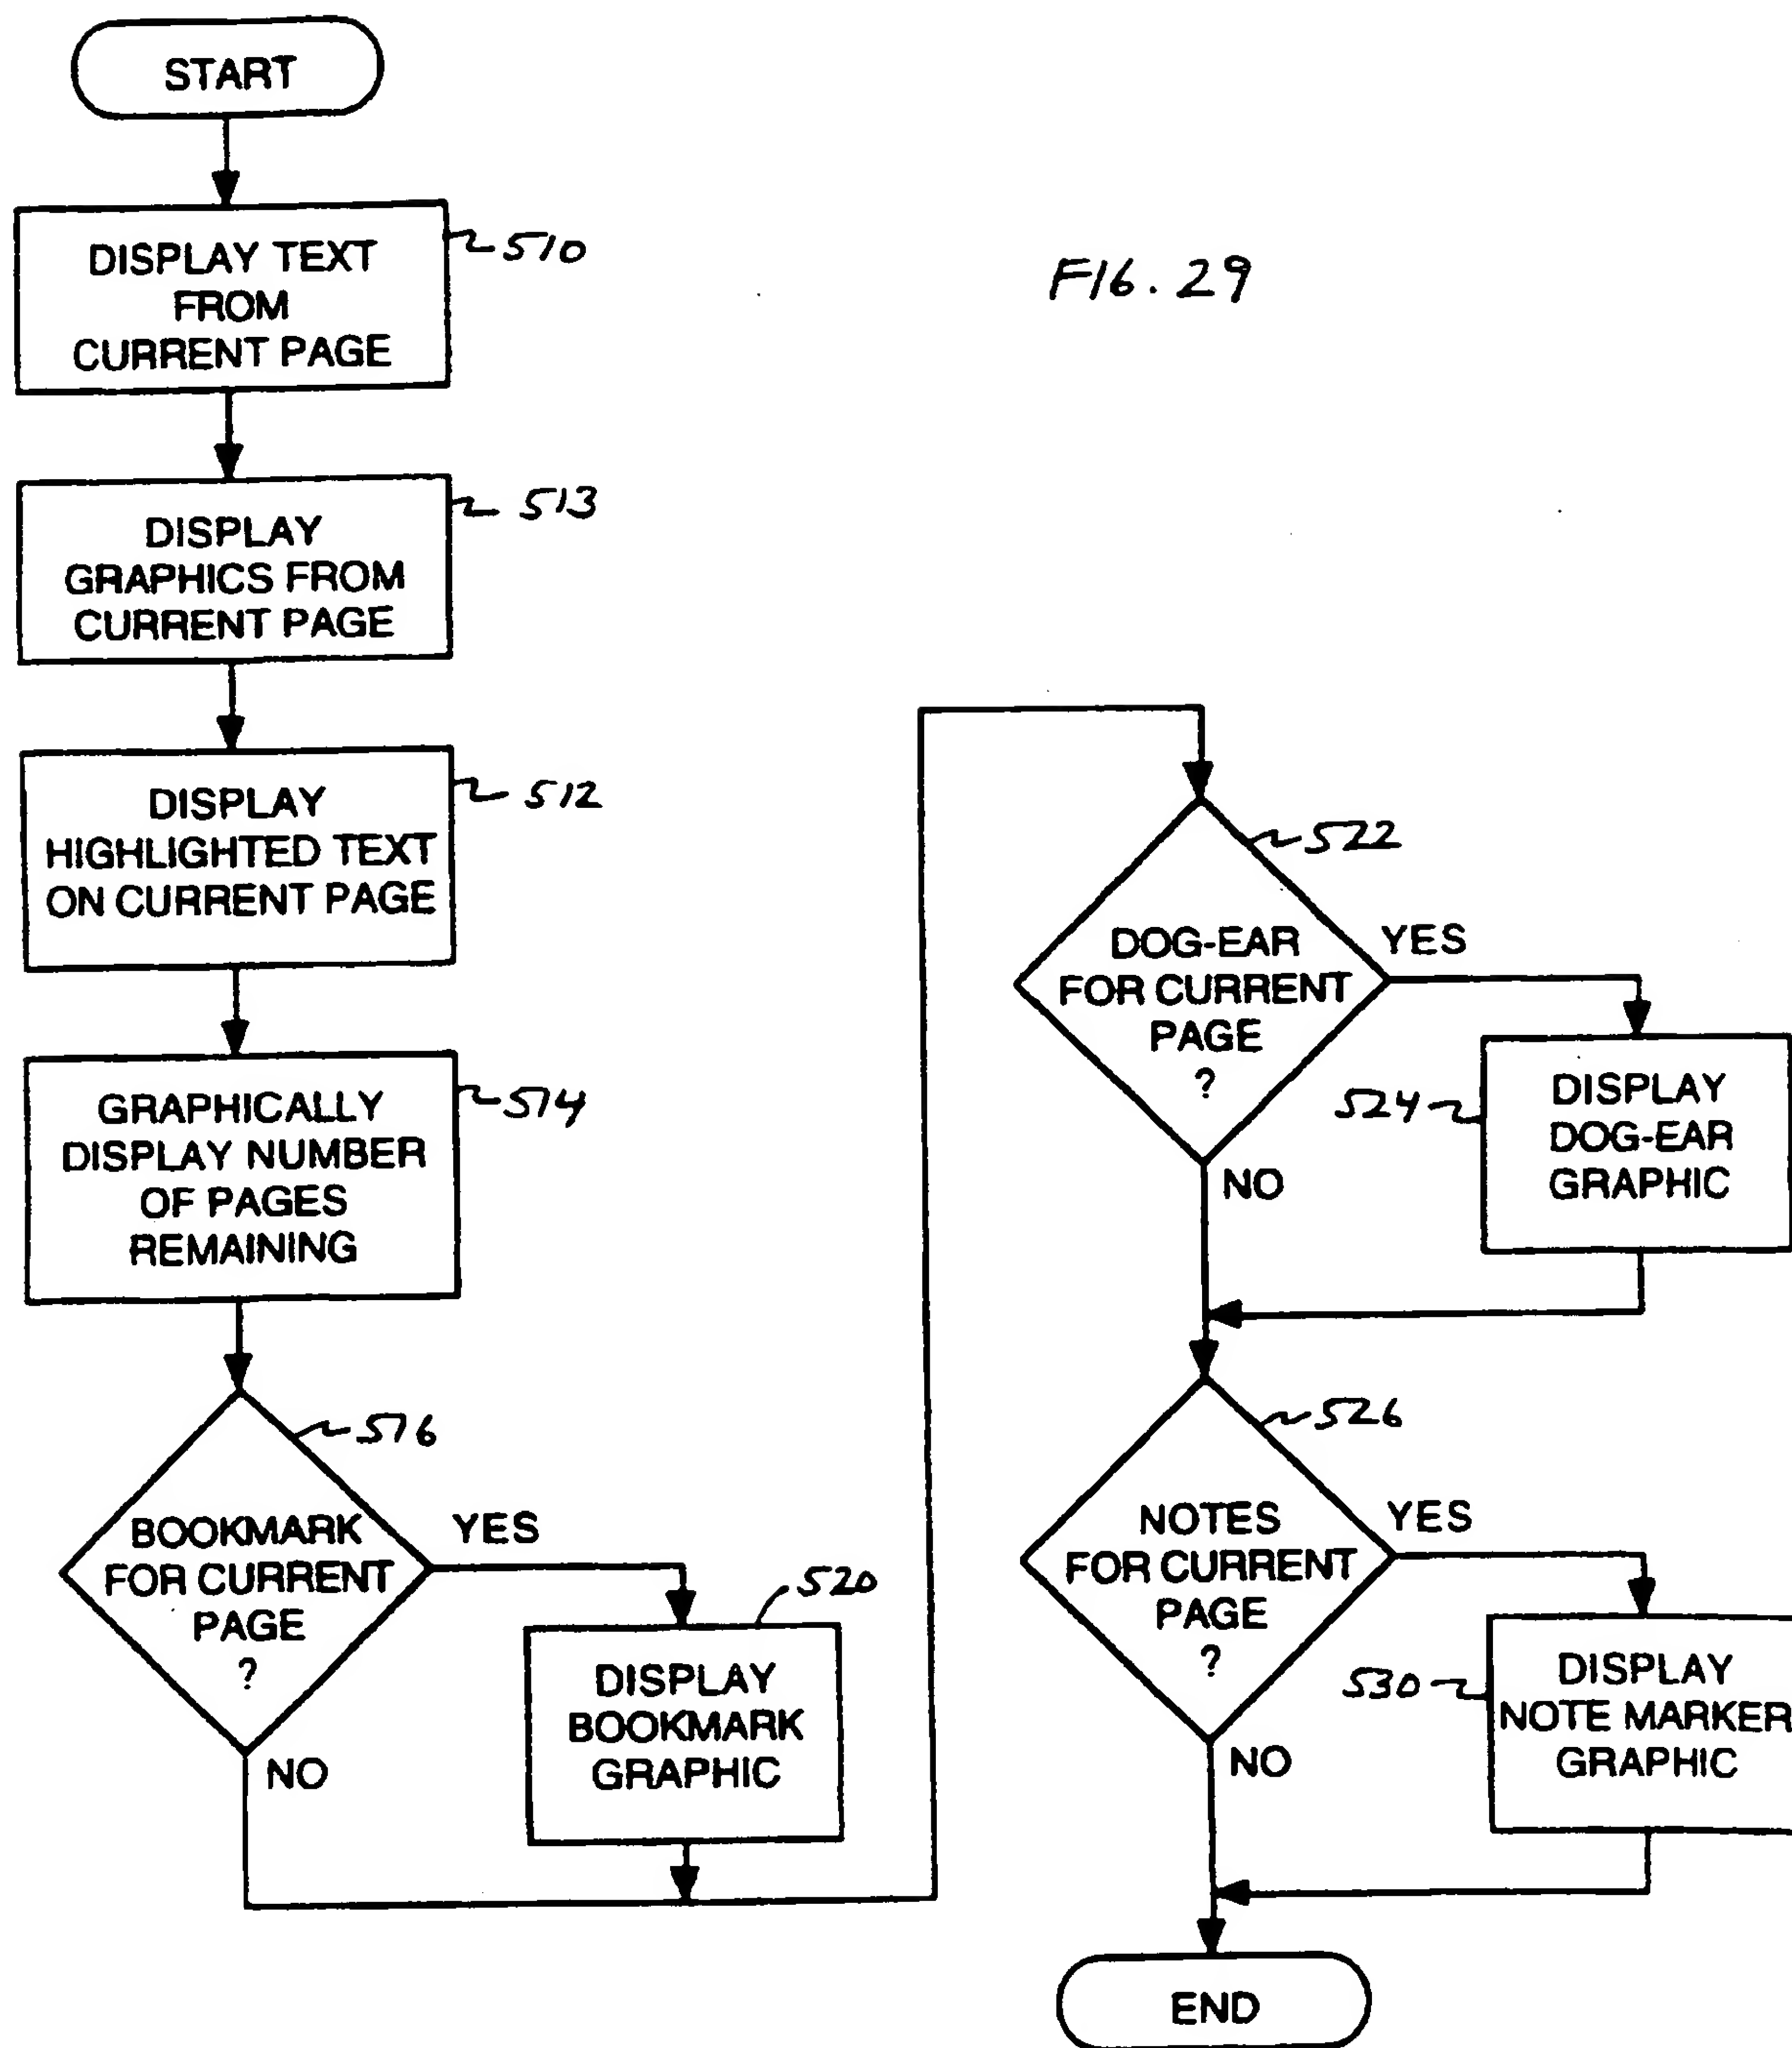 START
DISPLAY TEXT
FROM
CURRENT PAGE
510
FIG. 29
DISPLAY
GRAPHICS FROM
CURRENT PAGE
513
DISPLAY
HIGHLIGHTED TEXT
ON CURRENT PAGE
512
GRAPHICALLY
DISPLAY NUMBER
OF PAGES
REMAINING
514
BOOKMARK
FOR CURRENT
PAGE
?
516
YES
NO
DISPLAY
BOOKMARK
GRAPHIC
520
DOG-EAR
FOR CURRENT
PAGE
?
522
YES
NO
DISPLAY
DOG-EAR
GRAPHIC
524
NOTES
FOR CURRENT
PAGE
?
526
YES
NO
DISPLAY
NOTE MARKER
GRAPHIC
530
END